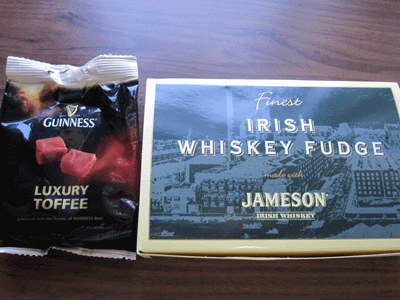 GUINNESS
LUXURY
TOFFEE
Finest
IRISH
WHISKEY FUDGE
made with
JAMESON
IRISH WHISKEY